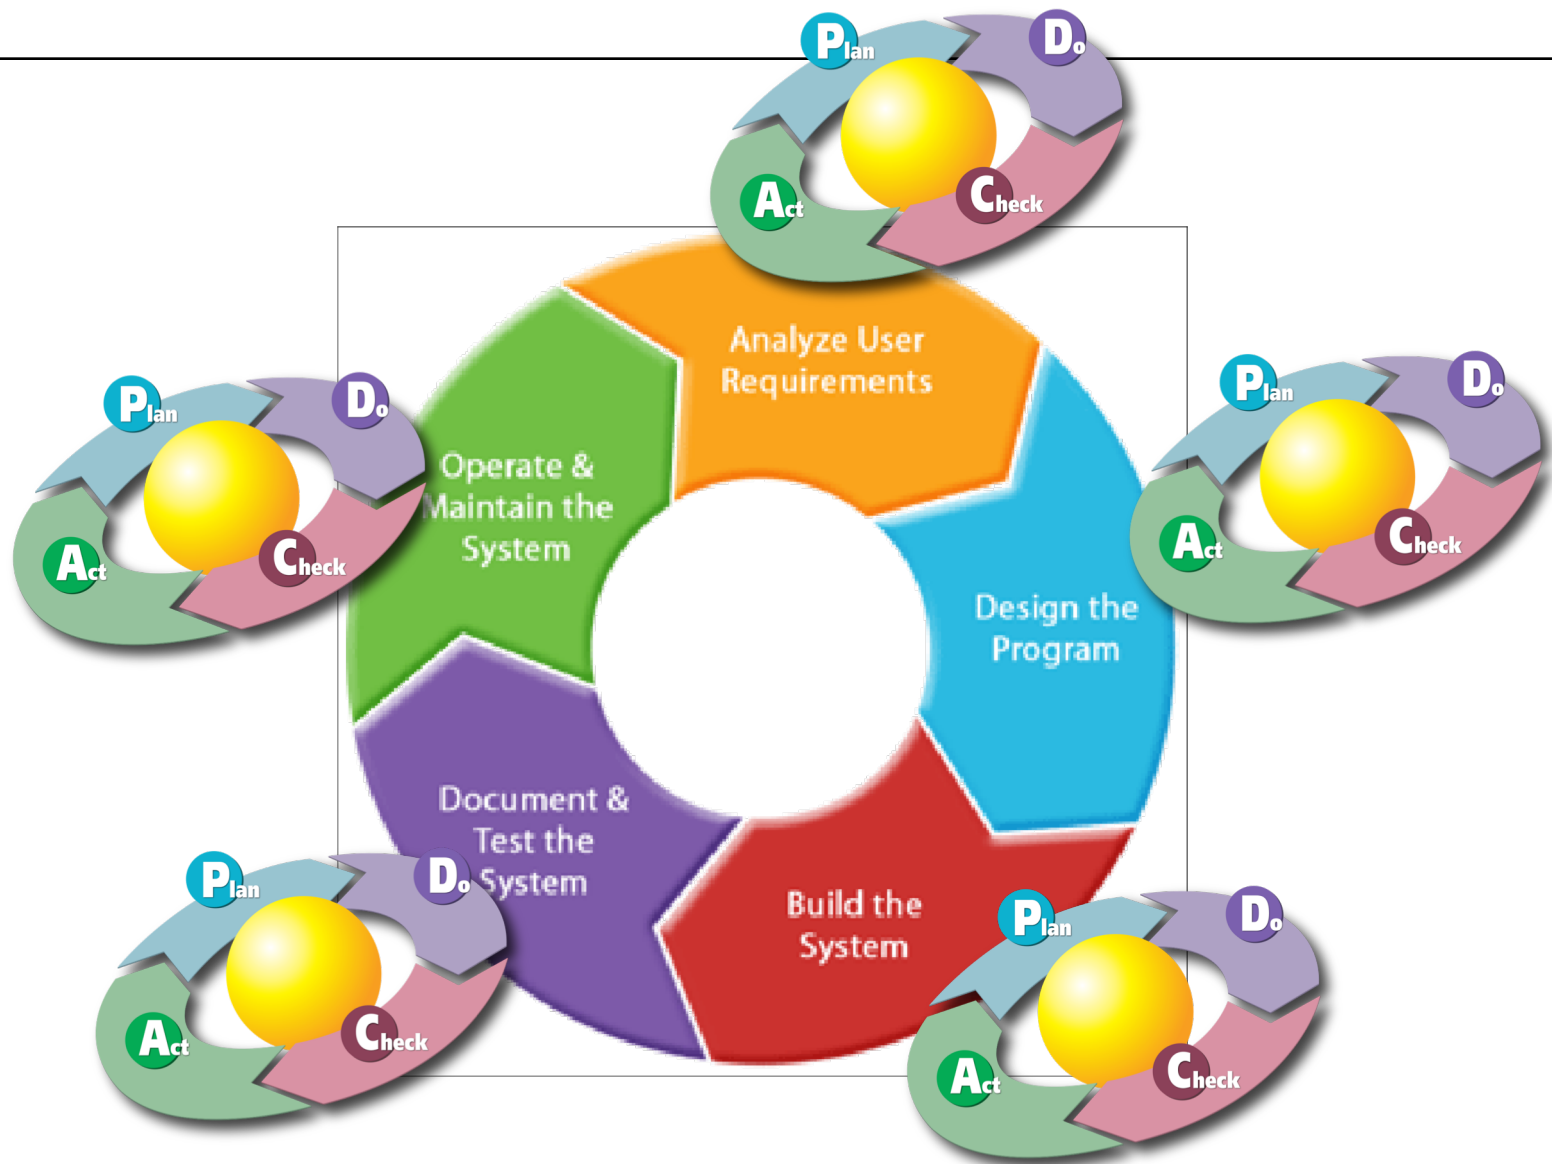 Plan
Do
Check
Act
Analyze User
Requirements
Plan
Do
Check
Act
Design the
Program
Plan
Do
Check
Act
Build the
System
Plan
Do
Check
Act
Document &
Test the
System
Plan
Do
Check
Act
Operate &
Maintain the
System